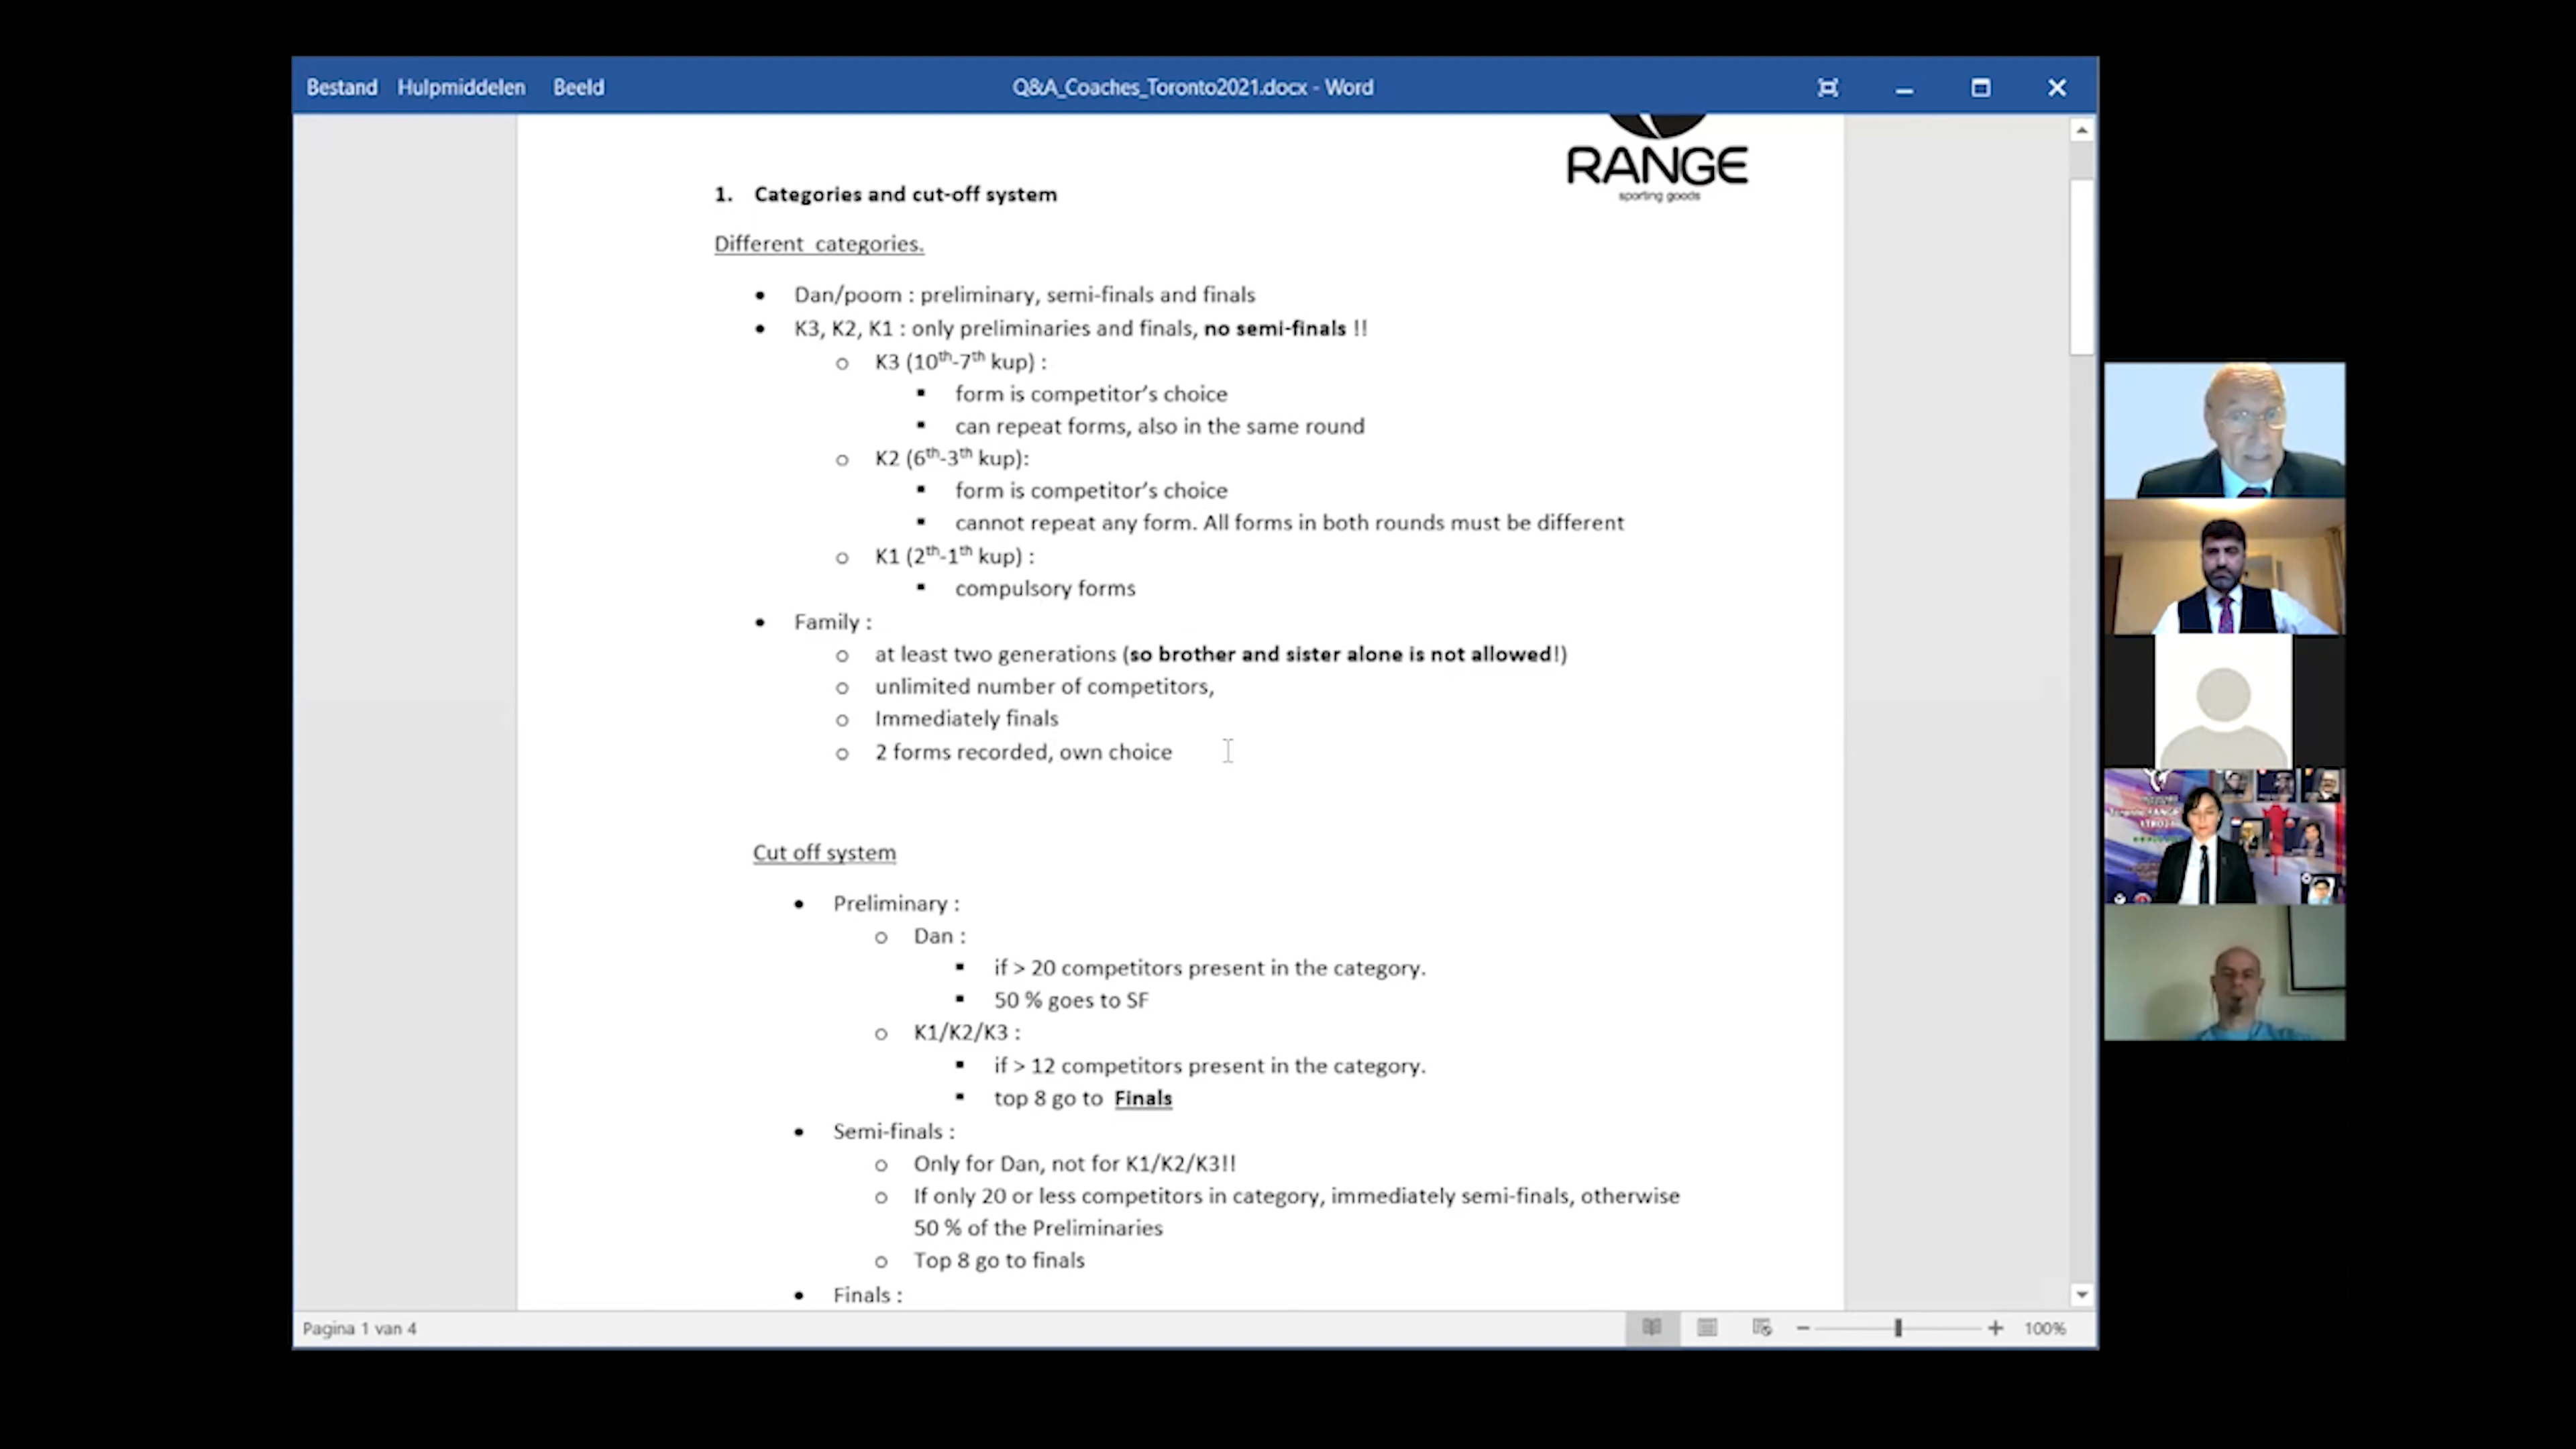 Bestand Hulpmiddelen Beeld Q&A_Coaches_Toronto2021.docx - Word
RANGE
sporting goods
1. Categories and cut-off system
Different categories.
• Dan/poom : preliminary, semi-finals and finals
• K3, K2, K1 : only preliminaries and finals, no semi-finals !!
o K3 (10th-7th kup) :
▪ form is competitor's choice
▪ can repeat forms, also in the same round
o K2 (6th-3th kup):
▪ form is competitor's choice
▪ cannot repeat any form. All forms in both rounds must be different
o K1 (2th-1th kup) :
▪ compulsory forms
• Family :
o at least two generations (so brother and sister alone is not allowed!)
o unlimited number of competitors,
o Immediately finals
o 2 forms recorded, own choice
Cut off system
• Preliminary :
o Dan :
▪ if > 20 competitors present in the category.
▪ 50 % goes to SF
o K1/K2/K3 :
▪ if > 12 competitors present in the category.
▪ top 8 go to Finals
• Semi-finals :
o Only for Dan, not for K1/K2/K3!!
o If only 20 or less competitors in category, immediately semi-finals, otherwise
50 % of the Preliminaries
o Top 8 go to finals
• Finals :
Pagina 1 van 4 100%